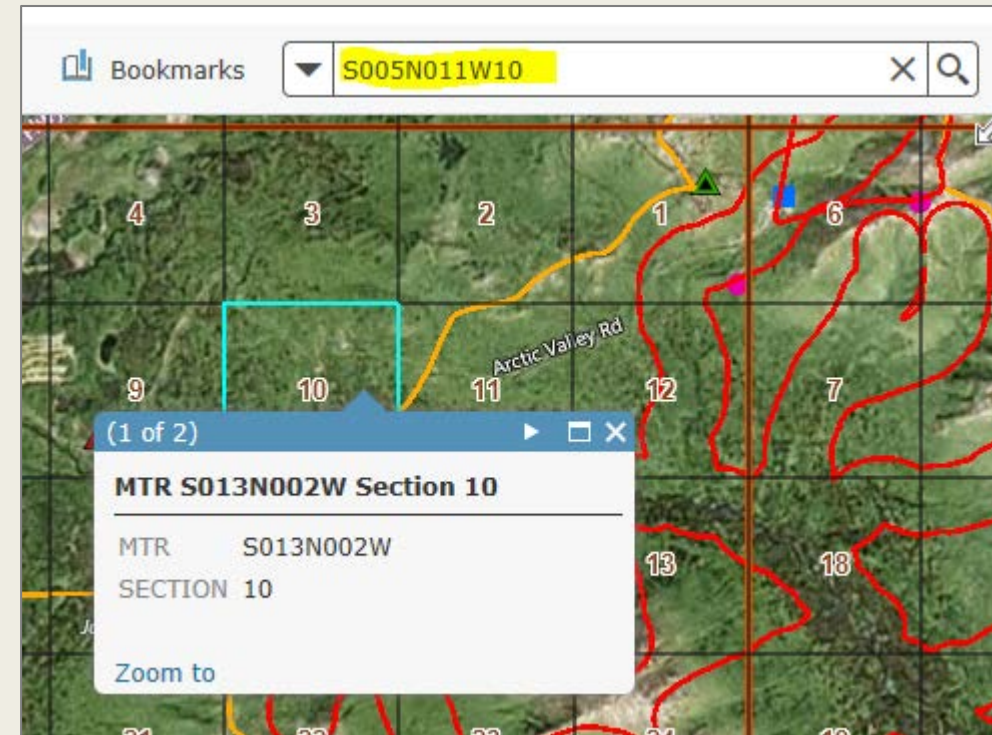 Bookmarks S005N011W10
4 3 2 1 6
Arctic Valley Rd
9 10 11 12 7
(1 of 2)
MTR S013N002W Section 10
MTR S013N002W
SECTION 10
Zoom to
13 18